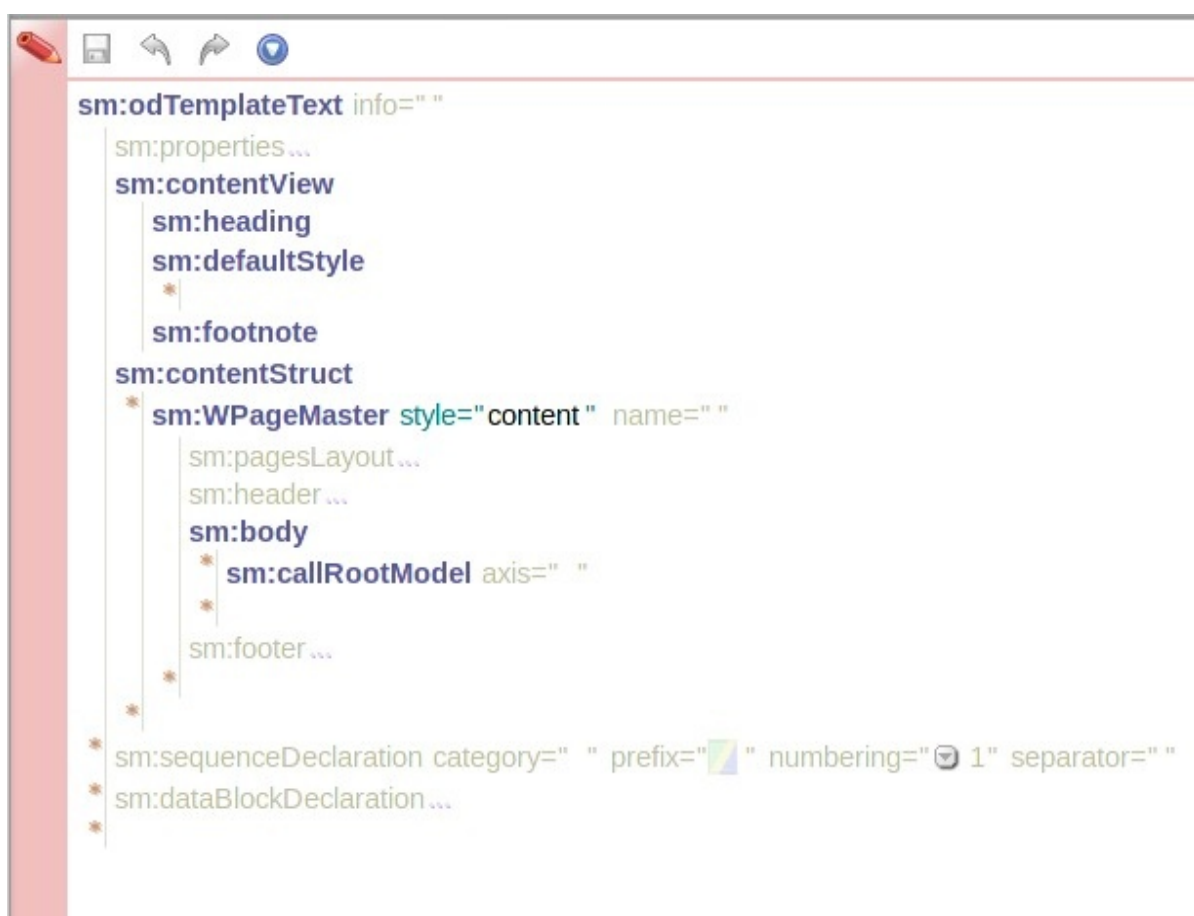 sm:odTemplateText info=" "
sm:properties...
sm:contentView
sm:heading
sm:defaultStyle
*
sm:footnote
sm:contentStruct
* sm:WPageMaster style="content" name=" "
sm:pagesLayout...
sm:header...
sm:body
* sm:callRootModel axis=" "
*
sm:footer...
*
*
* sm:sequenceDeclaration category=" " prefix=" " numbering=" 1" separator=" "
* sm:dataBlockDeclaration...
*